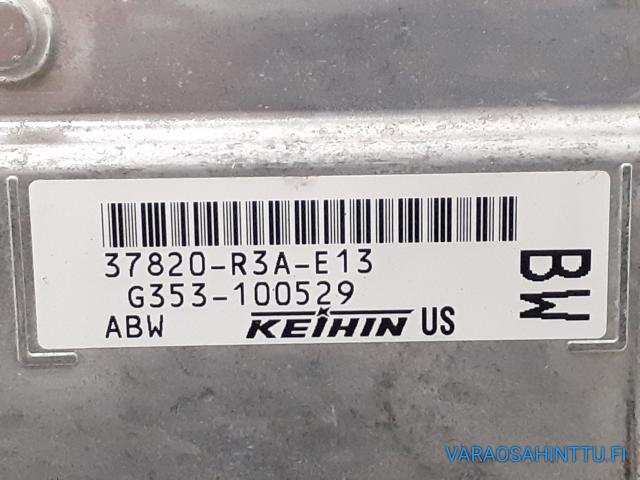 37820-R3A-E13
G353-100529
ABW KEIHIN US
BW
VARAOSAHINTTU.FI